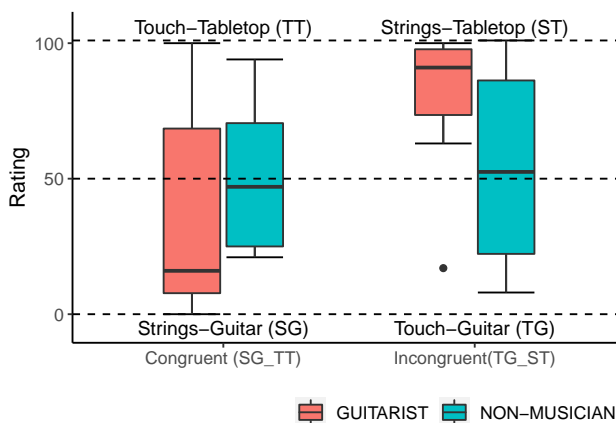 Touch−Tabletop (TT)
Strings−Tabletop (ST)
100
50
0
Rating
Strings−Guitar (SG)
Touch−Guitar (TG)
Congruent (SG_TT)
Incongruent(TG_ST)
GUITARIST
NON−MUSICIAN